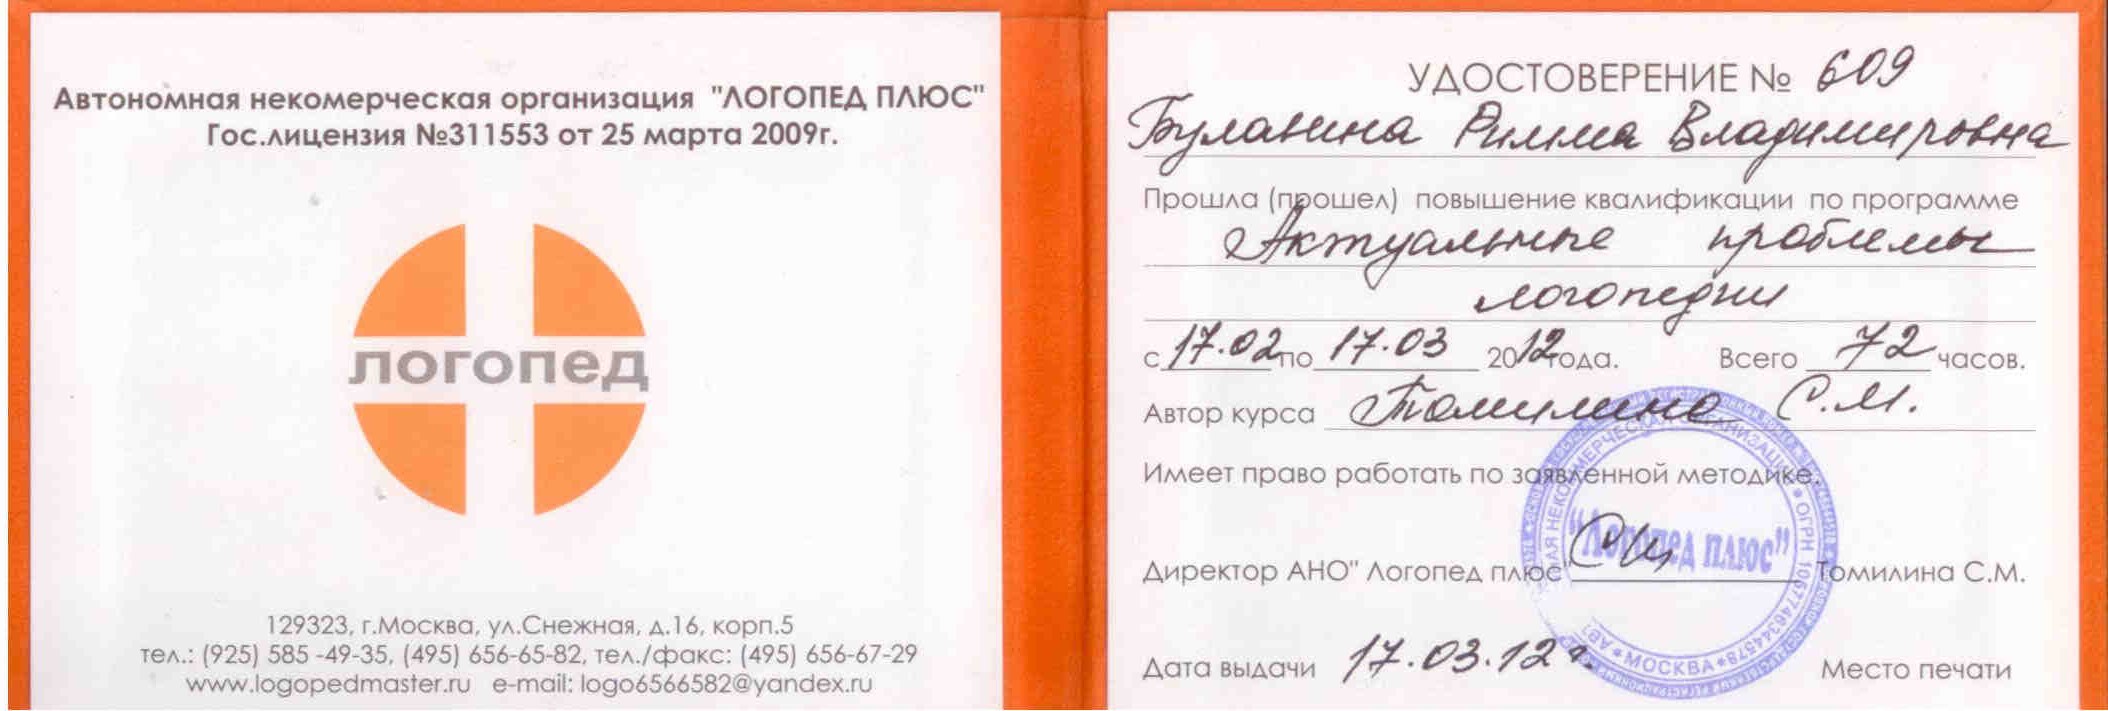 Автономная некомерческая организация "ЛОГОПЕД ПЛЮС"
Гос.лицензия №311553 от 25 марта 2009г.
логопед
129323, г.Москва, ул.Снежная, д.16, корп.5
тел.: (925) 585 -49-35, (495) 656-65-82, тел./факс: (495) 656-67-29
www.logopedmaster.ru e-mail: logo6566582@yandex.ru
УДОСТОВЕРЕНИЕ № 609
Буланина Римма Владимировна
Прошла (прошел) повышение квалификации по программе
Актуальные проблемы
логопедии
с 17.02 по 17.03 2012 года. Всего 72 часов.
Автор курса Томилина С.М.
Имеет право работать по заявленной методике.
"Логопед плюс"
Директор АНО" Логопед плюс" Томилина С.М.
МОСКВА
Дата выдачи 17.03.12 г. Место печати